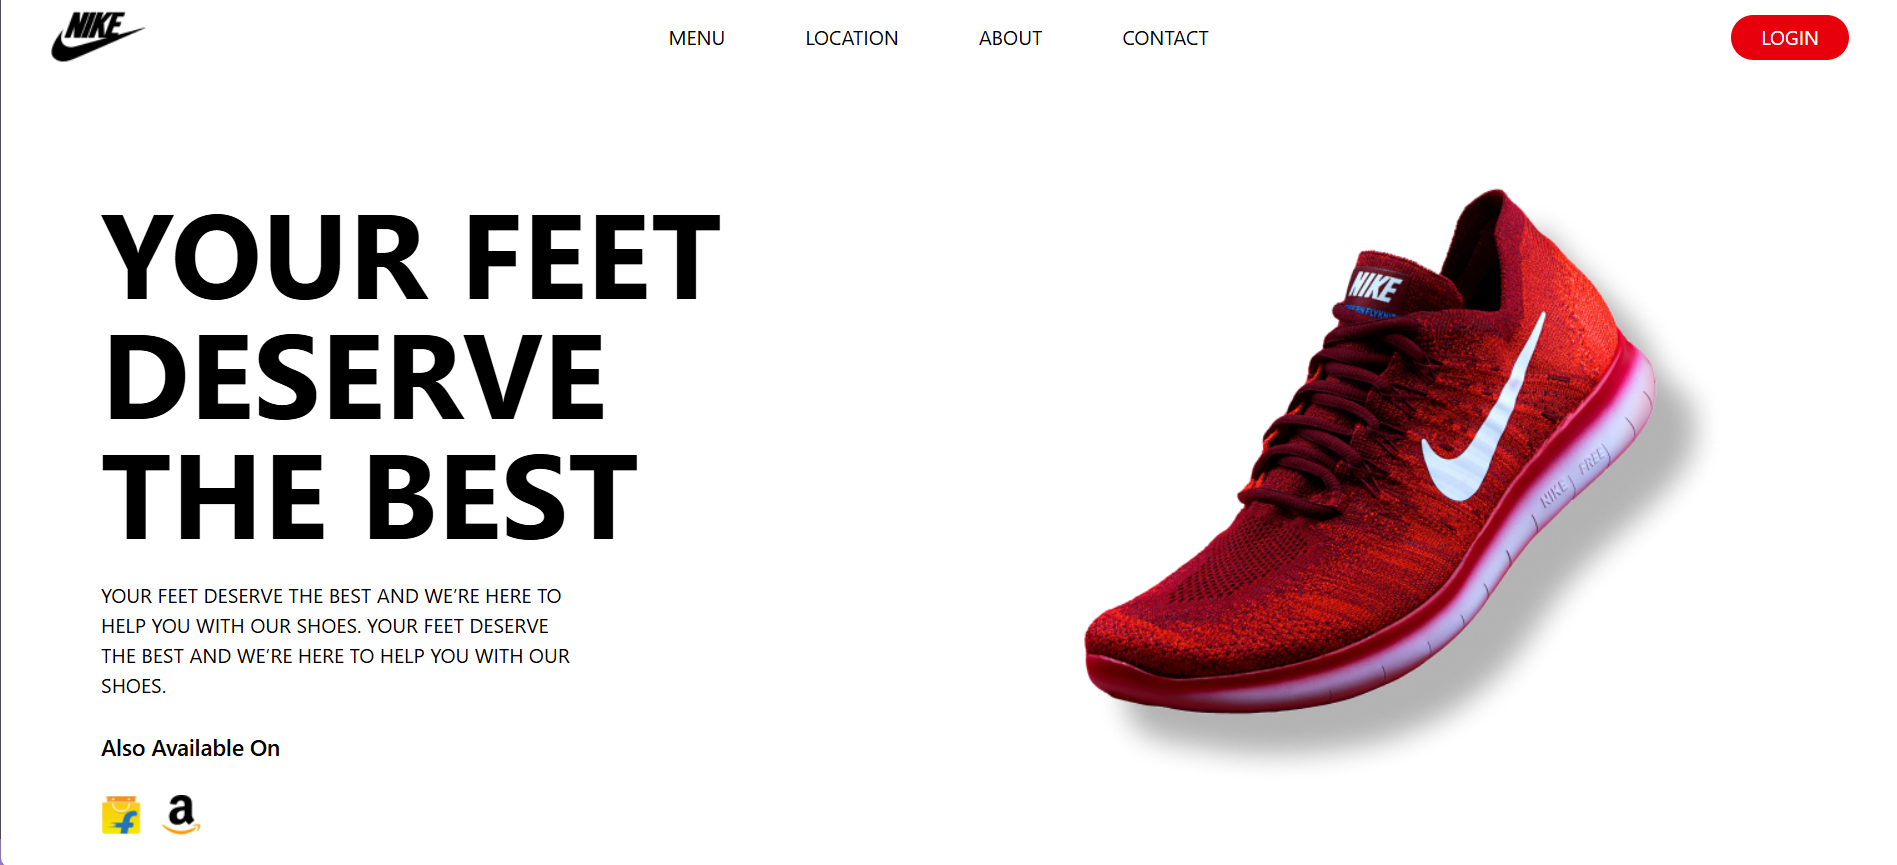 NIKE
MENU
LOCATION
ABOUT
CONTACT
LOGIN
YOUR FEET
DESERVE
THE BEST
YOUR FEET DESERVE THE BEST AND WE’RE HERE TO
HELP YOU WITH OUR SHOES. YOUR FEET DESERVE
THE BEST AND WE’RE HERE TO HELP YOU WITH OUR
SHOES.
Also Available On
f
a
NIKE
NIKE FREE